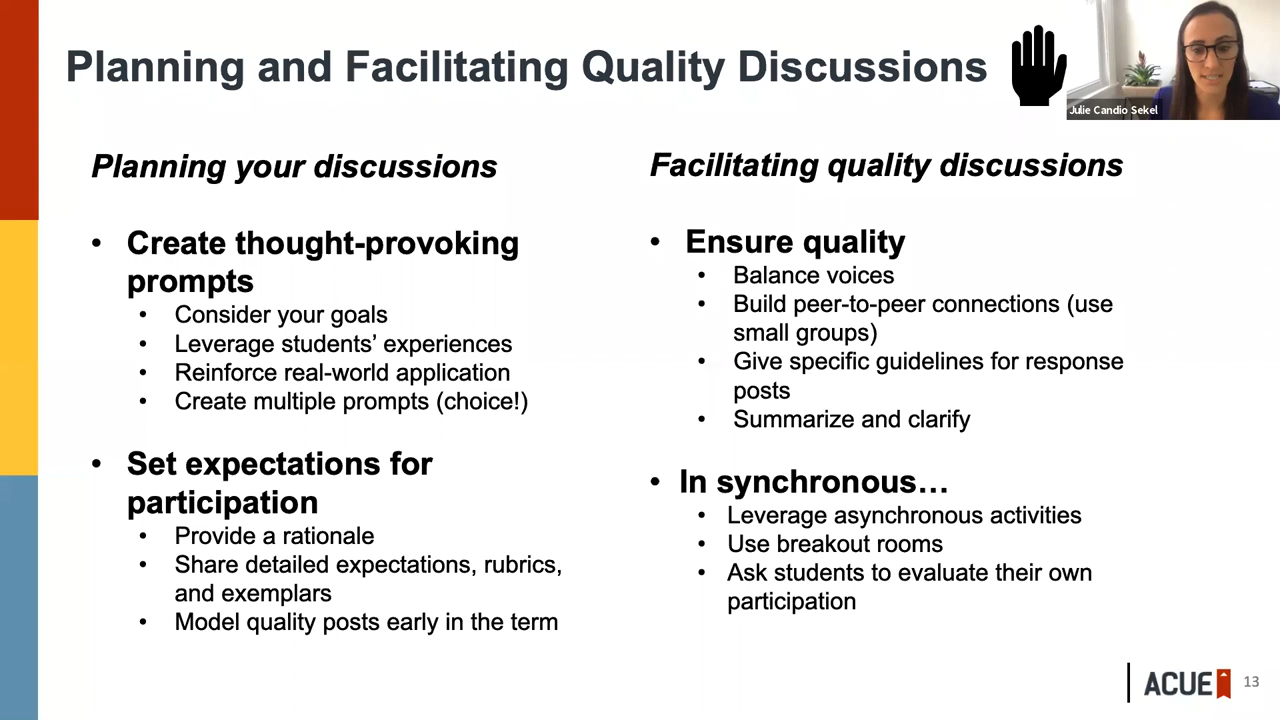 Planning and Facilitating Quality Discussions
Julie Candio Sekel
Planning your discussions
• Create thought-provoking
prompts
• Consider your goals
• Leverage students’ experiences
• Reinforce real-world application
• Create multiple prompts (choice!)
• Set expectations for
participation
• Provide a rationale
• Share detailed expectations, rubrics,
and exemplars
• Model quality posts early in the term
Facilitating quality discussions
• Ensure quality
• Balance voices
• Build peer-to-peer connections (use
small groups)
• Give specific guidelines for response
posts
• Summarize and clarify
• In synchronous…
• Leverage asynchronous activities
• Use breakout rooms
• Ask students to evaluate their own
participation
ACUE
13